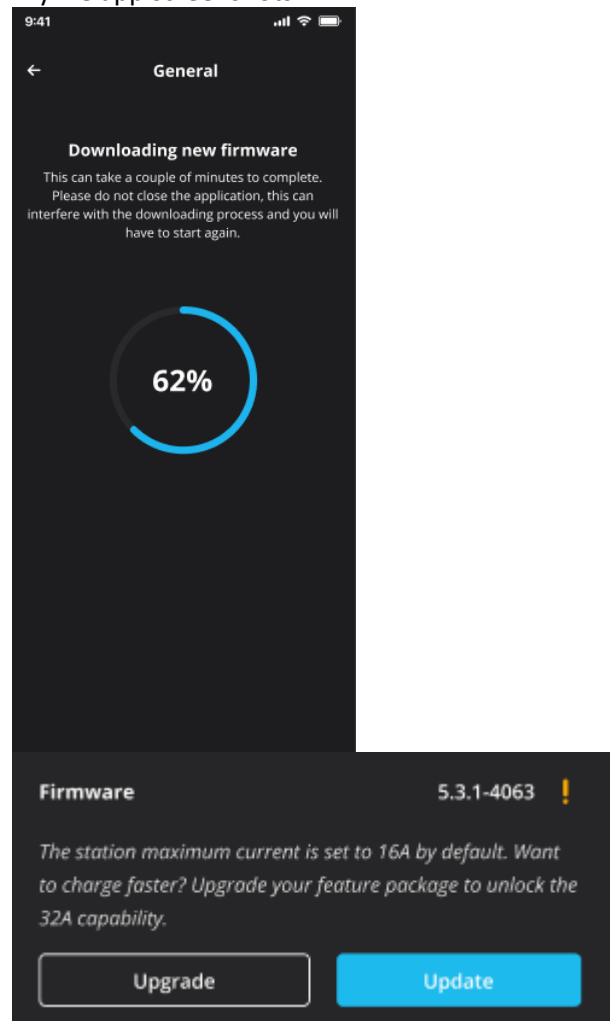 9:41
General
Downloading new firmware
This can take a couple of minutes to complete.
Please do not close the application, this can
interfere with the downloading process and you will
have to start again.
62%
Firmware 5.3.1-4063 !
The station maximum current is set to 16A by default. Want
to charge faster? Upgrade your feature package to unlock the
32A capability.
Upgrade Update